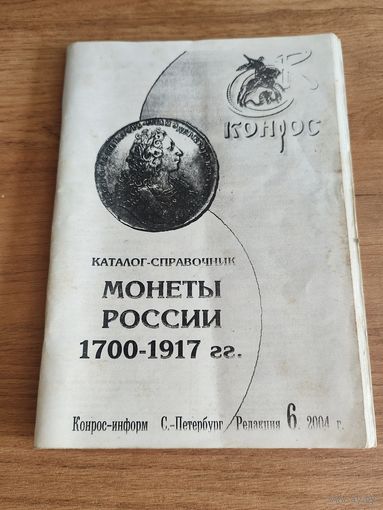 КОНРОС
КАТАЛОГ-СПРАВОЧНИК
МОНЕТЫ
РОССИИ
1700-1917 гг.
Конрос-информ С.-Петербург Редакция 6. 2004 г.